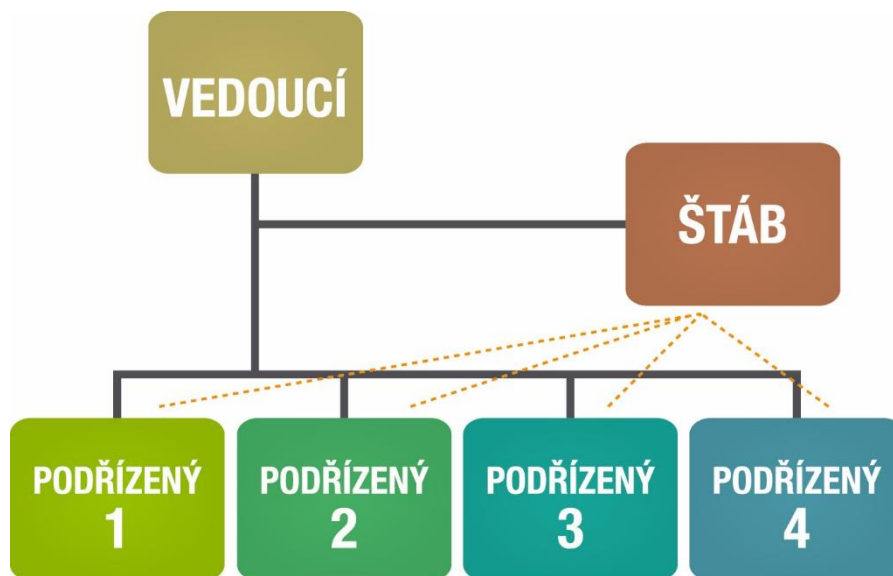 VEDOUCÍ
ŠTÁB
PODŘÍZENÝ
1
PODŘÍZENÝ
2
PODŘÍZENÝ
3
PODŘÍZENÝ
4